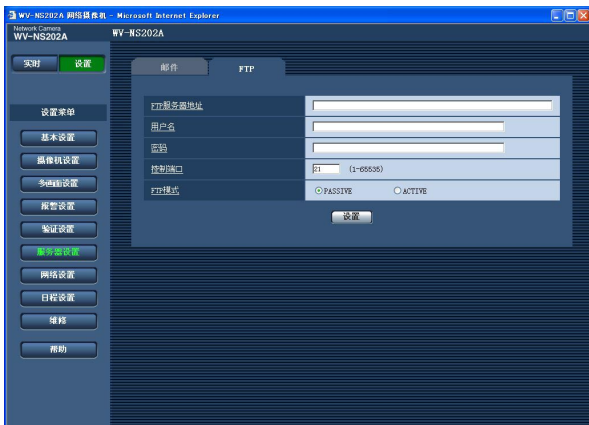 WV-NS202A 网络摄像机 - Microsoft Internet Explorer
Network Camera
WV-NS202A
WV-NS202A
实时
设置
邮件
FTP
设置菜单
基本设置
摄像机设置
多画面设置
报警设置
验证设置
服务器设置
网络设置
日程设置
维修
帮助
FTP服务器地址
用户名
密码
控制端口
21 (1-65535)
FTP模式
PASSIVE ACTIVE
设置